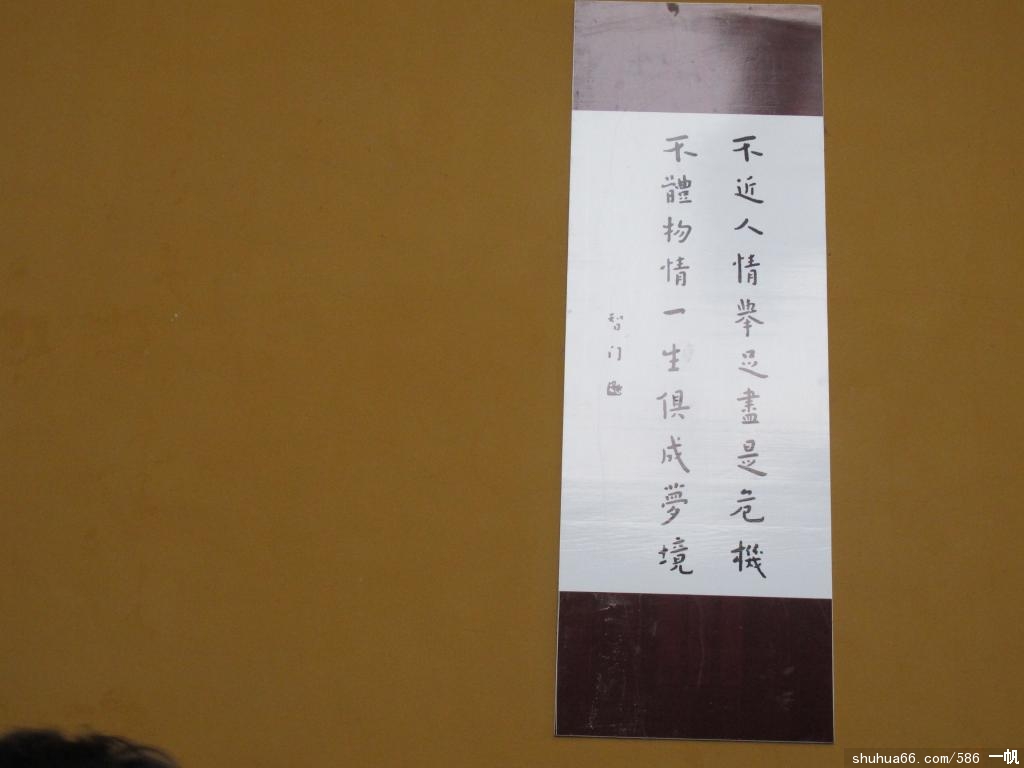 不近人情舉足盡是危機
不體物情一生俱成夢境
智门
shuhua66.com/586 一帆